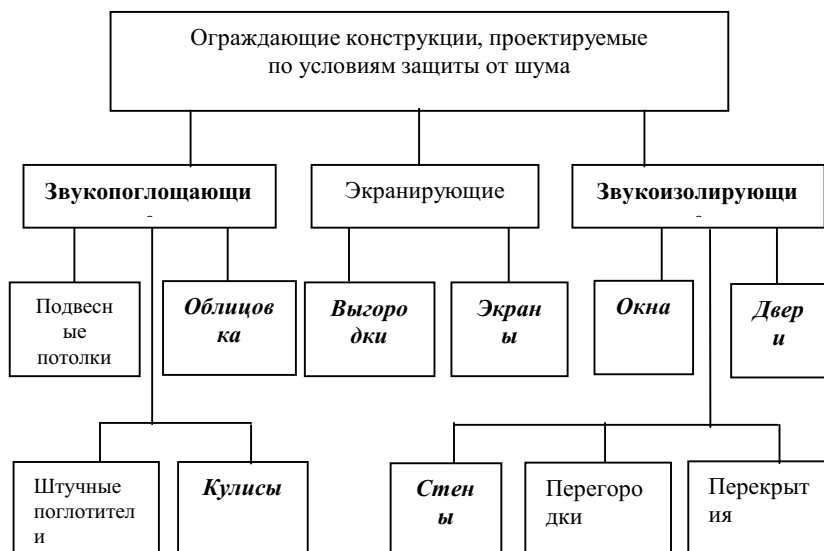 Ограждающие конструкции, проектируемые
по условиям защиты от шума
Звукопоглощающи
Экранирующие
Звукоизолирующи
Подвесн
ые
потолки
Облицов
ка
Выгоро
дки
Экран
ы
Окна
Двер
и
Штучные
поглотител
и
Кулисы
Стен
ы
Перегоро
дки
Перекрыт
ия